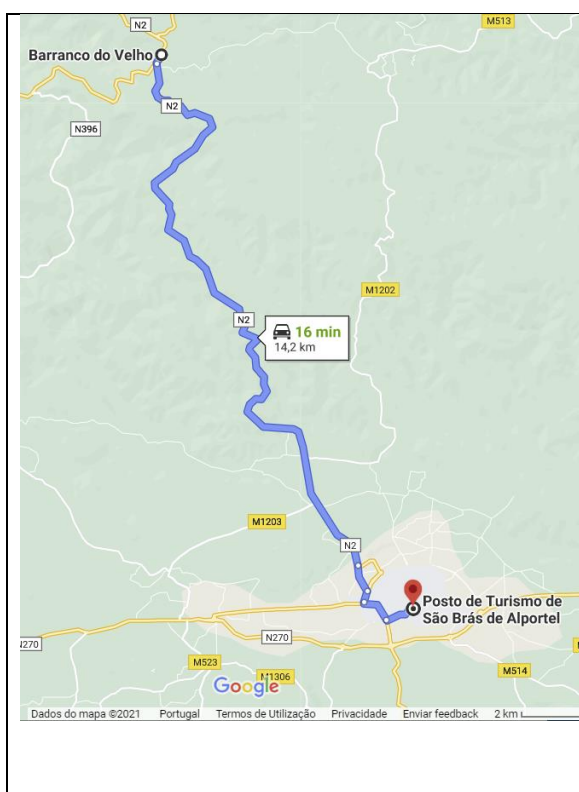 N2
M513
Barranco do Velho
N2
N396
M1202
N2
16 min
14,2 km
M1203
N2
Posto de Turismo de
São Brás de Alportel
N270
N270
M523
M1306
M514
Google
Dados do mapa ©2021 Portugal Termos de Utilização Privacidade Enviar feedback 2 km